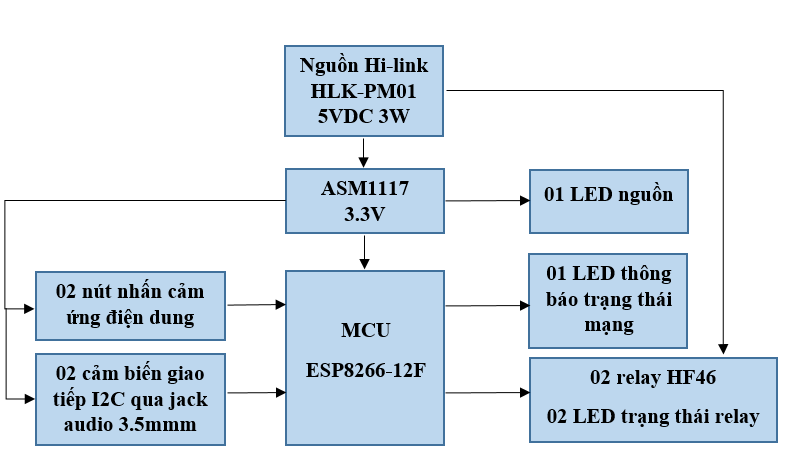 Nguồn Hi-link
HLK-PM01
5VDC 3W
ASM1117
3.3V
01 LED nguồn
02 nút nhấn cảm
ứng điện dung
MCU
ESP8266-12F
01 LED thông
báo trạng thái
mạng
02 cảm biến giao
tiếp I2C qua jack
audio 3.5mmm
02 relay HF46
02 LED trạng thái relay